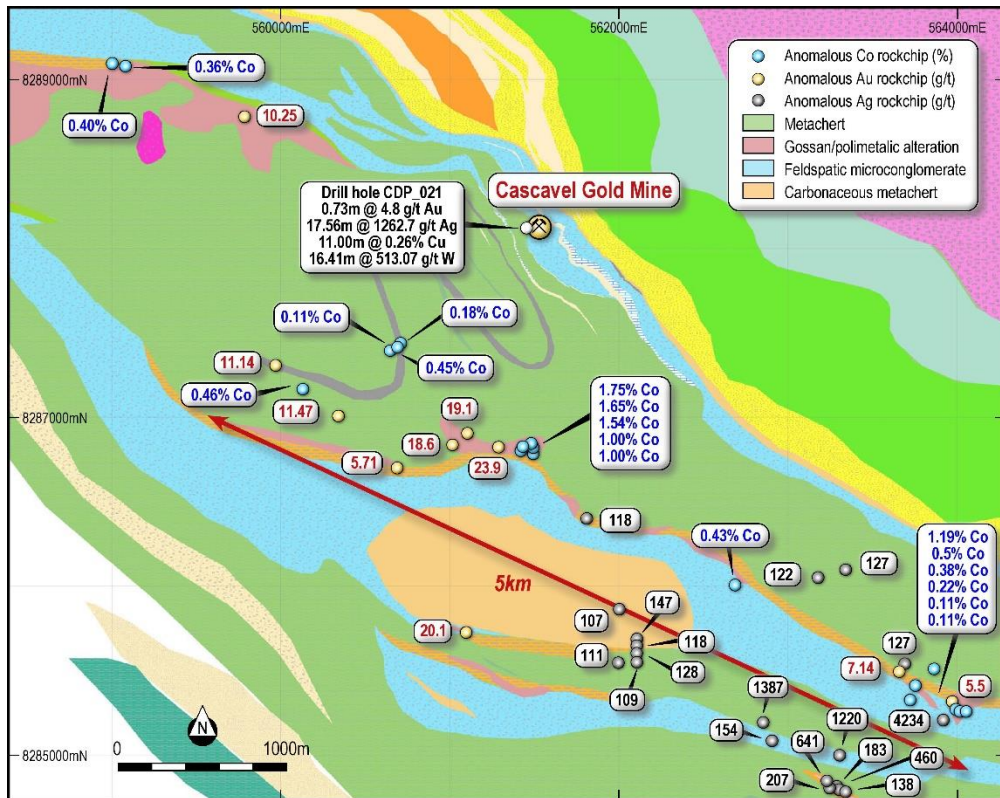 560000mE
562000mE
564000mE
8289000mN
8287000mN
8285000mN
Anomalous Co rockchip (%)
Anomalous Au rockchip (g/t)
Anomalous Ag rockchip (g/t)
Metachert
Gossan/polimetalic alteration
Feldspatic microconglomerate
Carbonaceous metachert
0.36% Co
0.40% Co
10.25
Drill hole CDP_021
0.73m @ 4.8 g/t Au
17.56m @ 1262.7 g/t Ag
11.00m @ 0.26% Cu
16.41m @ 513.07 g/t W
Cascavel Gold Mine
0.11% Co
0.18% Co
0.45% Co
11.14
0.46% Co
11.47
19.1
18.6
5.71
23.9
1.75% Co
1.65% Co
1.54% Co
1.00% Co
1.00% Co
118
0.43% Co
122
127
1.19% Co
0.5% Co
0.38% Co
0.22% Co
0.11% Co
0.11% Co
5km
107
147
118
128
111
109
20.1
127
7.14
5.5
4234
1387
154
1220
641
183
460
207
138
N
0
1000m